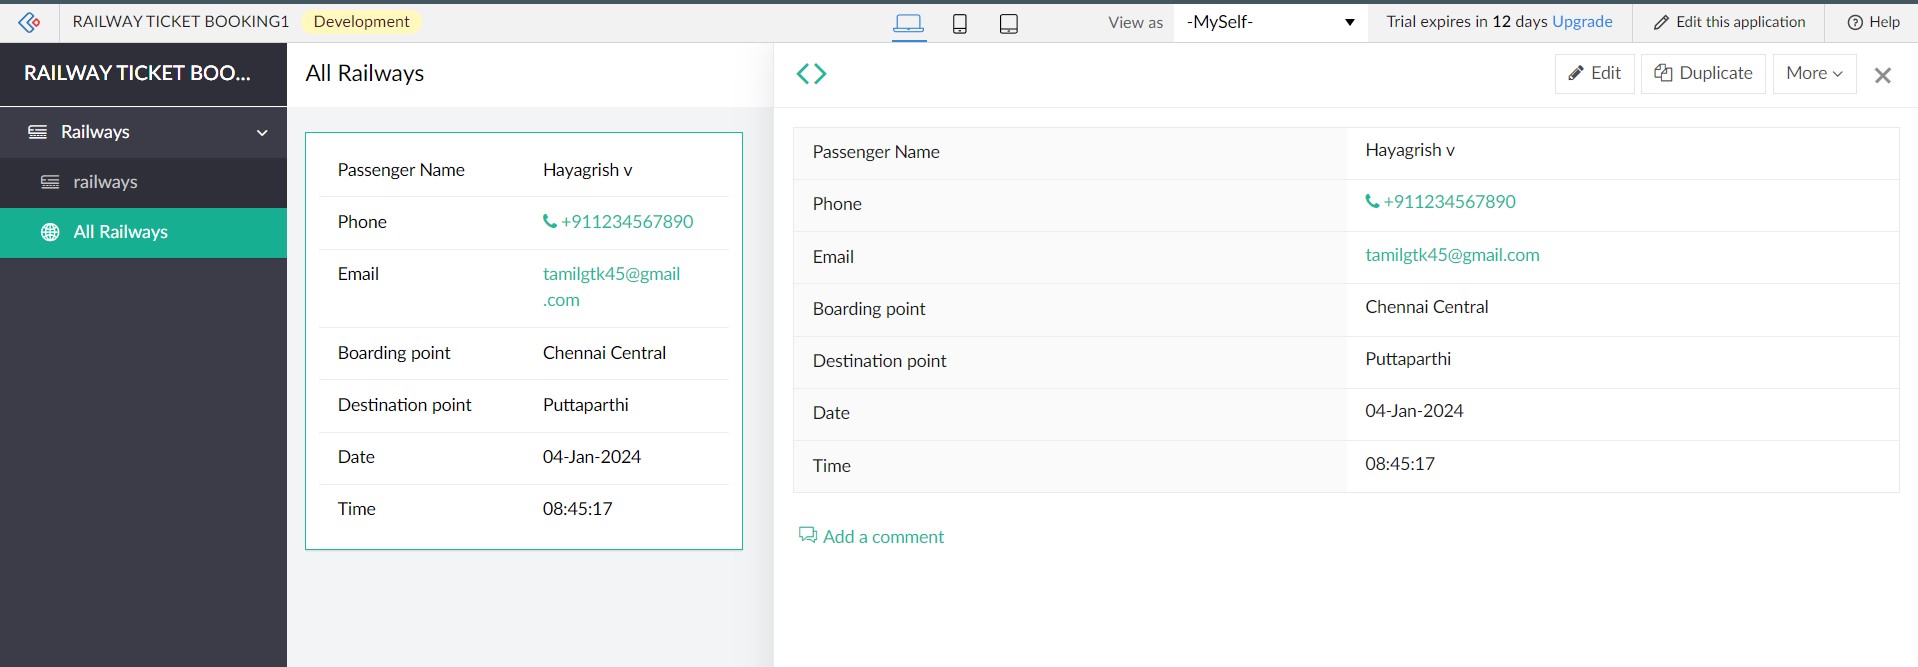 RAILWAY TICKET BOOKING1 Development View as -MySelf- Trial expires in 12 days Upgrade Edit this application Help
RAILWAY TICKET BOO...
Railways
railways
All Railways
All Railways
Passenger Name Hayagrish v
Phone +911234567890
Email tamilgtk45@gmail
.com
Boarding point Chennai Central
Destination point Puttaparthi
Date 04-Jan-2024
Time 08:45:17
Edit Duplicate More
Passenger Name Hayagrish v
Phone +911234567890
Email tamilgtk45@gmail.com
Boarding point Chennai Central
Destination point Puttaparthi
Date 04-Jan-2024
Time 08:45:17
Add a comment